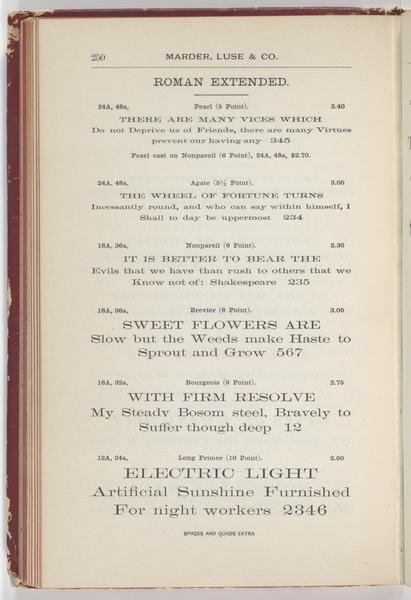 250 MARDER, LUSE & CO.
ROMAN EXTENDED.
24A, 48a, Pearl (5 Point). 3.40
THERE ARE MANY VICES WHICH
Do not Deprive us of Friends, there are many Virtues
prevent our having any 345
Pearl cast on Nonpareil (6 Point), 24A, 48a, $2.70.
24A, 48a, Agate (5½ Point). 3.05
THE WHEEL OF FORTUNE TURNS
Incessantly round, and who can say within himself, I
Shall to day be uppermost 234
18A, 36a, Nonpareil (6 Point). 2.30
IT IS BETTER TO BEAR THE
Evils that we have than rush to others that we
Know not of: Shakespeare 235
18A, 36a, Brevier (8 Point). 3.05
SWEET FLOWERS ARE
Slow but the Weeds make Haste to
Sprout and Grow 567
16A, 32a, Bourgeois (9 Point). 2.75
WITH FIRM RESOLVE
My Steady Bosom steel, Bravely to
Suffer though deep 12
12A, 24a, Long Primer (10 Point). 2.50
ELECTRIC LIGHT
Artificial Sunshine Furnished
For night workers 2346
SPACES AND QUADS EXTRA